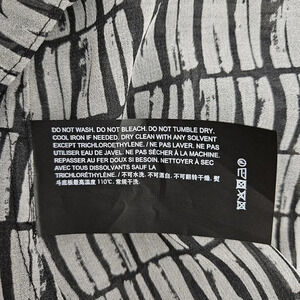 DO NOT WASH. DO NOT BLEACH. DO NOT TUMBLE DRY.
COOL IRON IF NEEDED. DRY CLEAN WITH ANY SOLVENT
EXCEPT TRICHLOROETHYLENE. / NE PAS LAVER. NE PAS
UTILISER EAU DE JAVEL. NE PAS SÉCHER À LA MACHINE.
REPASSER AU FER DOUX SI BESOIN. NETTOYER À SEC
AVEC TOUS DISSOLVANTS SAUF LA
TRICHLORÉTHYLÈNE. / 不可水洗. 不可漂白. 不可翻转干燥. 熨
斗底板最高温度 110°C. 常规干洗.